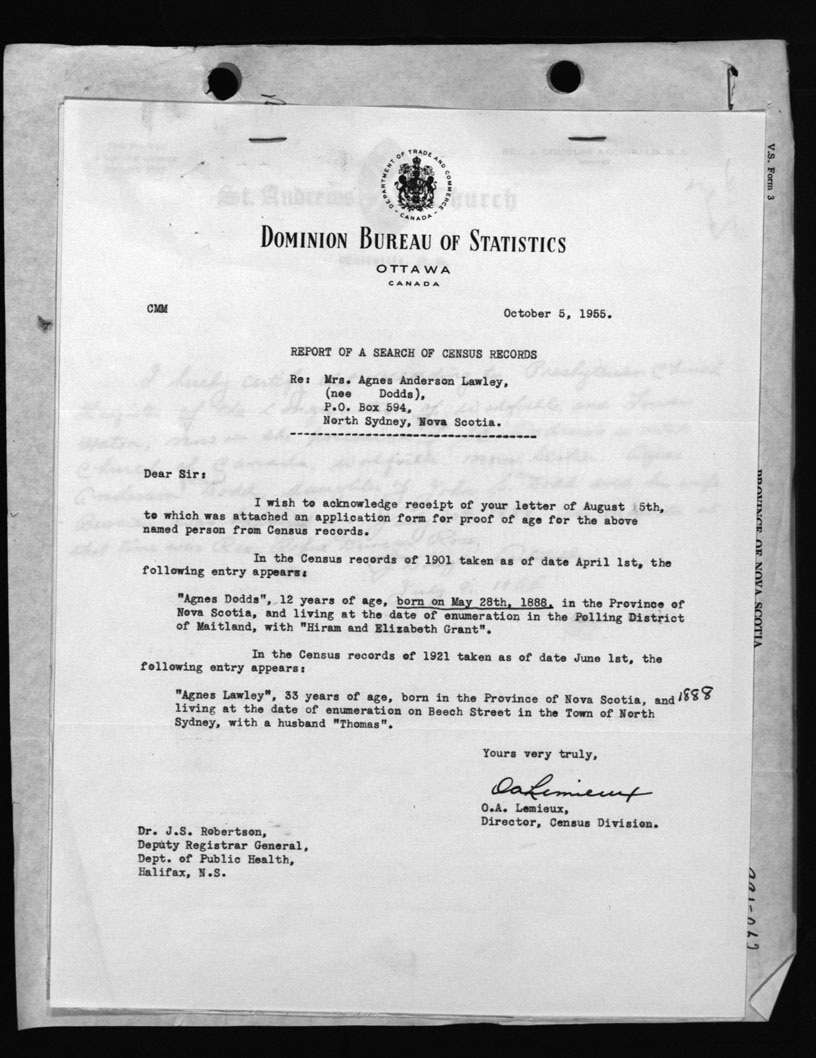 V.S. Form 3
DEPARTMENT OF TRADE AND COMMERCE
CANADA
St. Andrews Church
DOMINION BUREAU OF STATISTICS
OTTAWA
CANADA
CMM
October 5, 1955.
REPORT OF A SEARCH OF CENSUS RECORDS
Re: Mrs. Agnes Anderson Lawley,
(nee Dodds),
P.O. Box 594,
North Sydney, Nova Scotia.
Dear Sir:
I wish to acknowledge receipt of your letter of August 15th,
to which was attached an application form for proof of age for the above
named person from Census records.
In the Census records of 1901 taken as of date April 1st, the
following entry appears:
"Agnes Dodds", 12 years of age, born on May 28th, 1888, in the Province of
Nova Scotia, and living at the date of enumeration in the Polling District
of Maitland, with "Hiram and Elizabeth Grant".
In the Census records of 1921 taken as of date June 1st, the
following entry appears:
"Agnes Lawley", 33 years of age, born in the Province of Nova Scotia, and 1888
living at the date of enumeration on Beech Street in the Town of North
Sydney, with a husband "Thomas".
Yours very truly,
OALemieux
O.A. Lemieux,
Director, Census Division.
Dr. J.S. Robertson,
Deputy Registrar General,
Dept. of Public Health,
Halifax, N.S.
PROVINCE OF NOVA SCOTIA